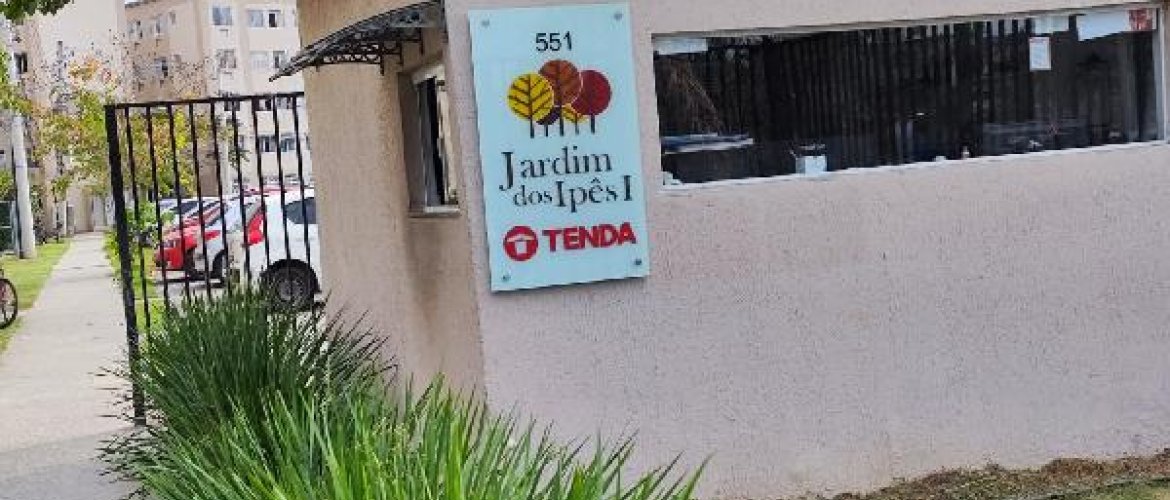 551
Jardim
dos Ipês I
TENDA